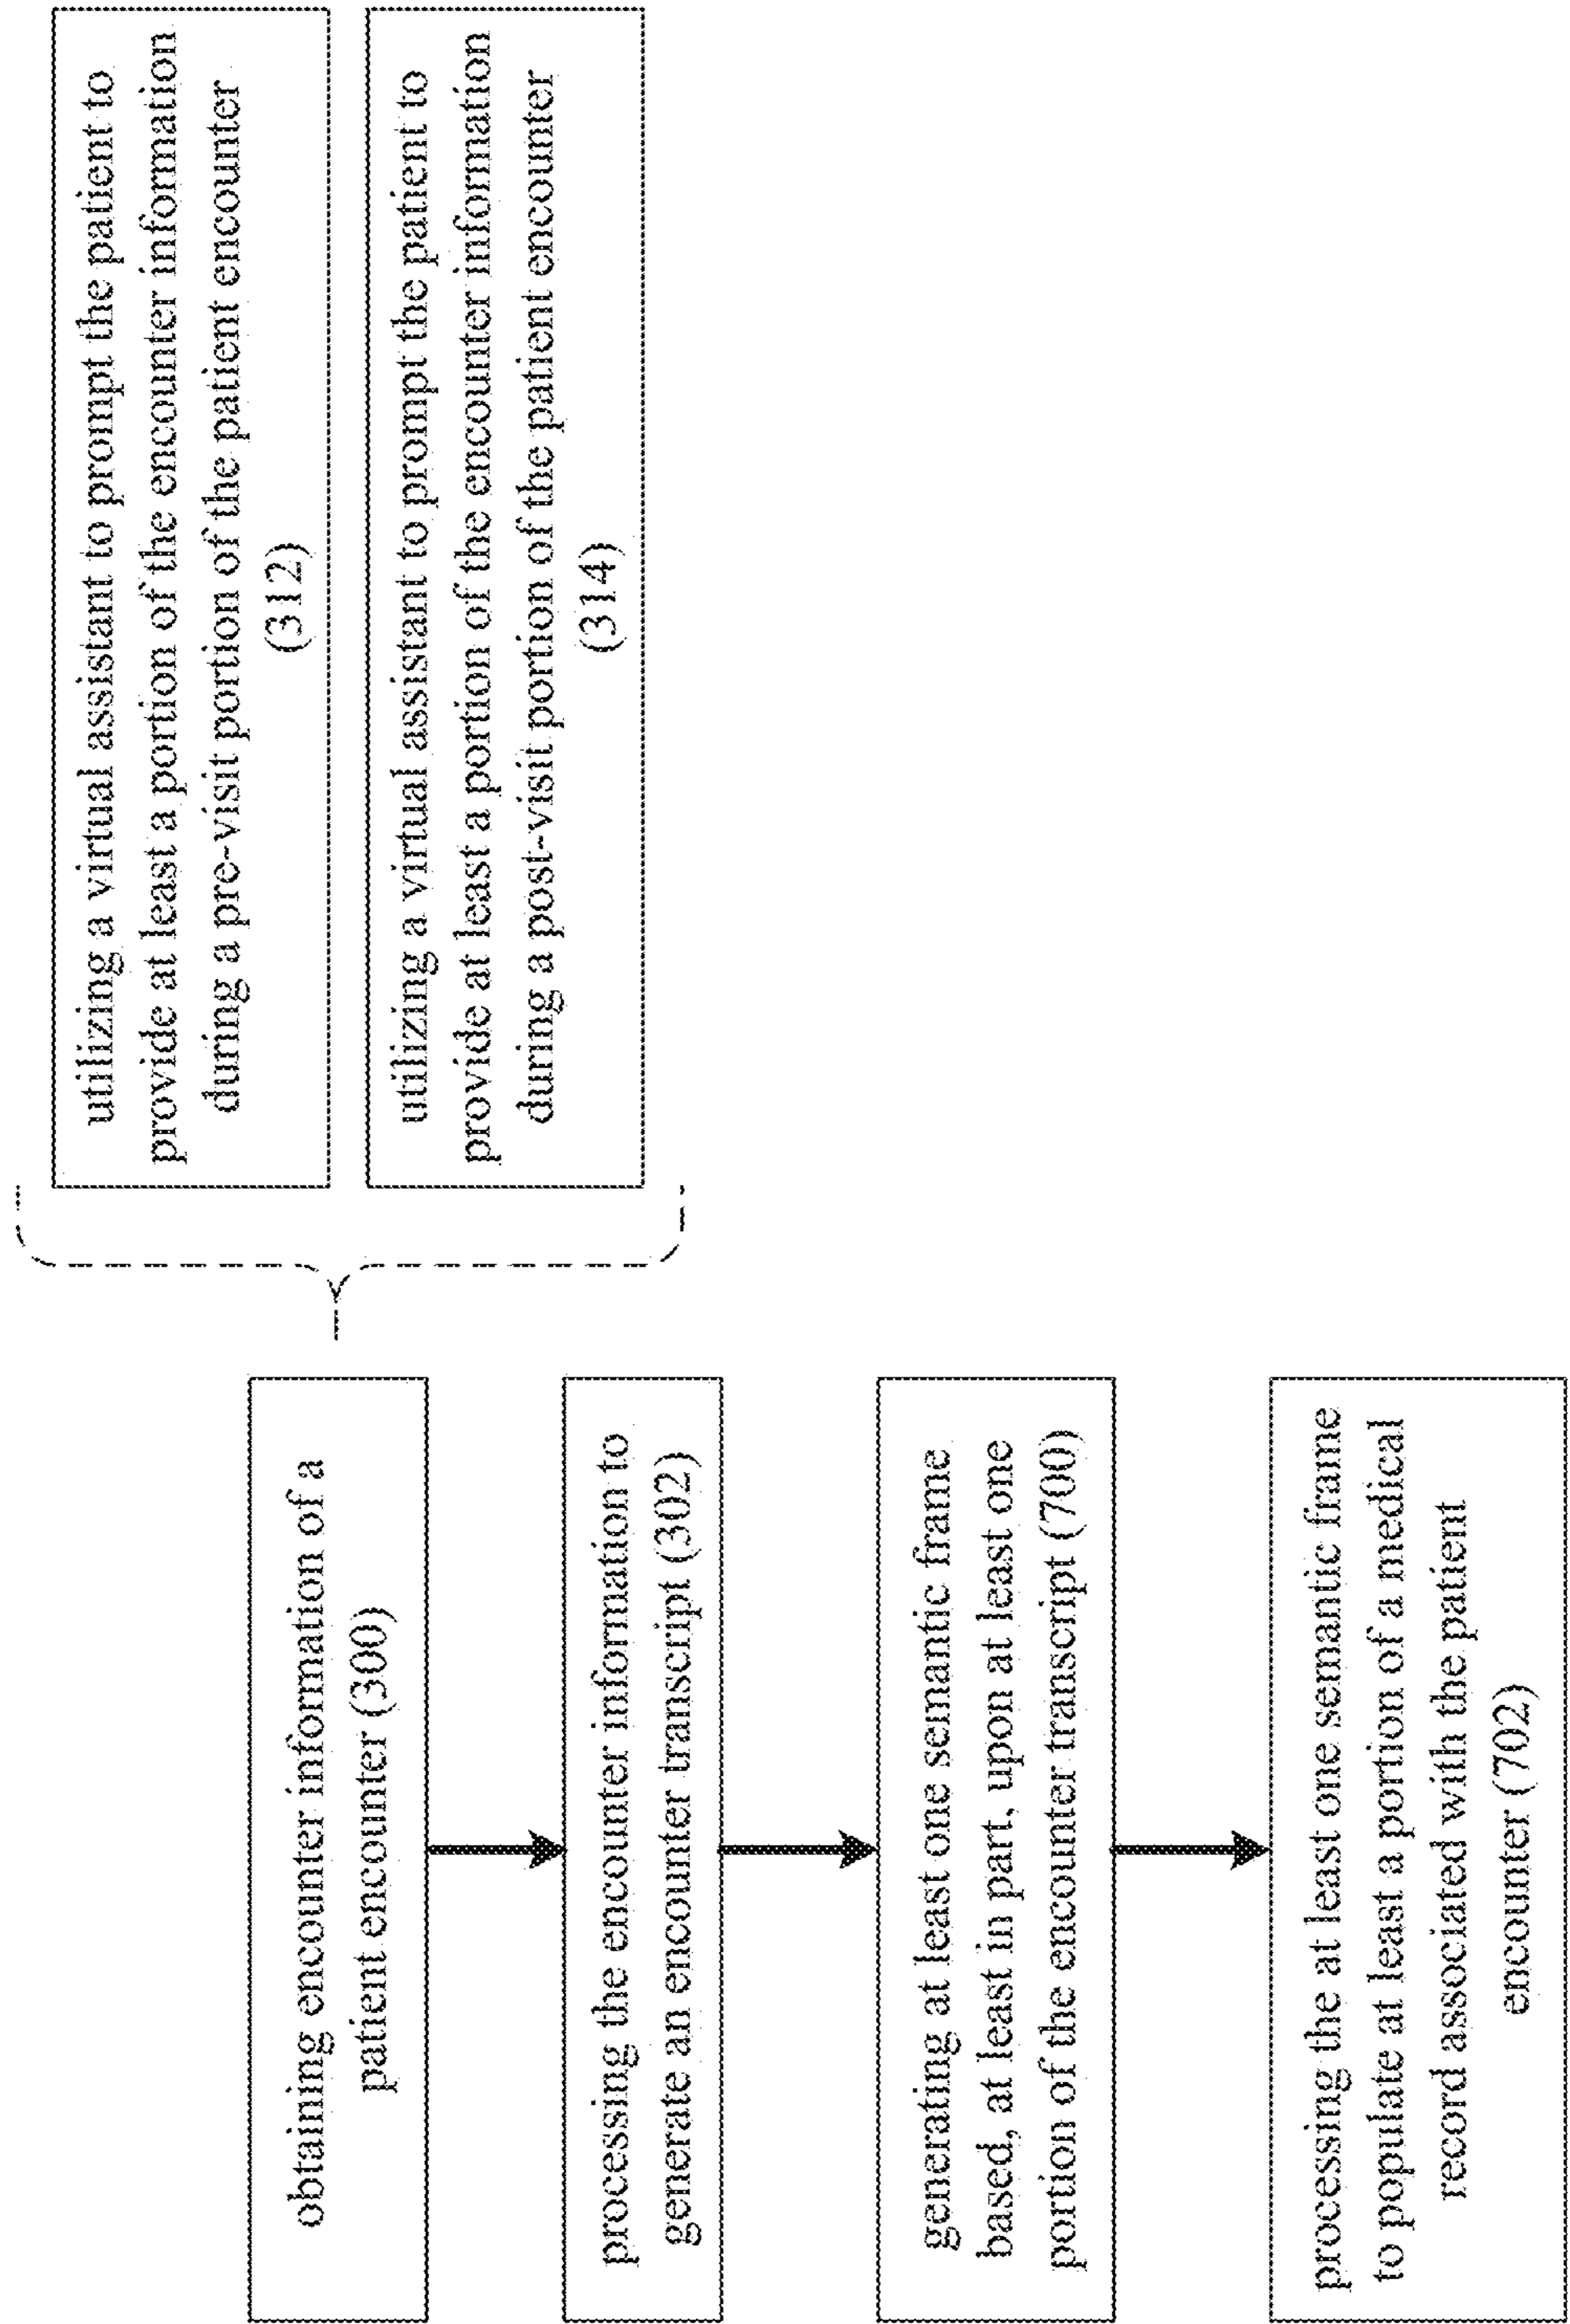 obtaining encounter information of a
patient encounter (300)
processing the encounter information to
generate an encounter transcript (302)
generating at least one semantic frame
based, at least in part, upon at least one
portion of the encounter transcript (700)
processing the at least one semantic frame
to populate at least a portion of a medical
record associated with the patient
encounter (702)
utilizing a virtual assistant to prompt the patient to
provide at least a portion of the encounter information
during a pre-visit portion of the patient encounter
(312)
utilizing a virtual assistant to prompt the patient to
provide at least a portion of the encounter information
during a post-visit portion of the patient encounter
(314)